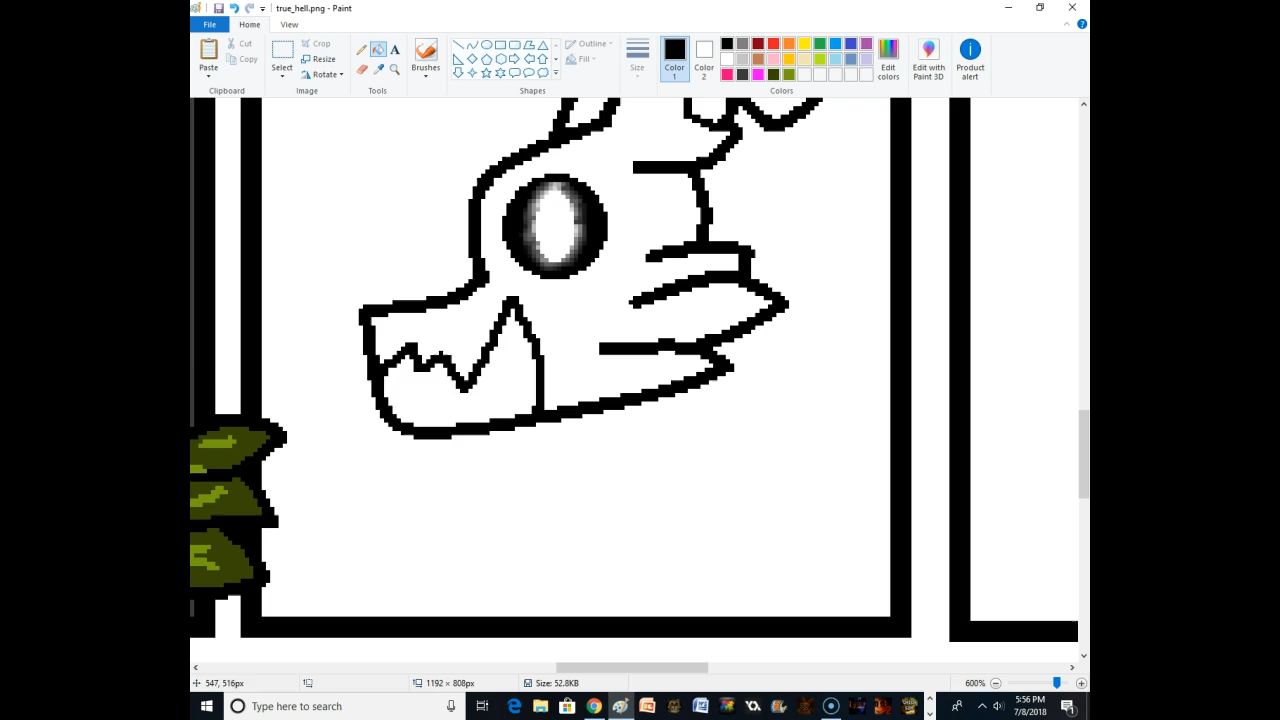 true_hell.png - Paint
File Home View
Paste
Cut
Copy
Clipboard
Select
Crop
Resize
Rotate
Image
A
Tools
Brushes
Outline
Fill
Shapes
Size
Color 1
Color 2
Edit colors
Colors
Edit with Paint 3D
Product alert
547, 516px
1192 × 808px
Size: 52.8KB
600%
Type here to search
5:56 PM
7/8/2018